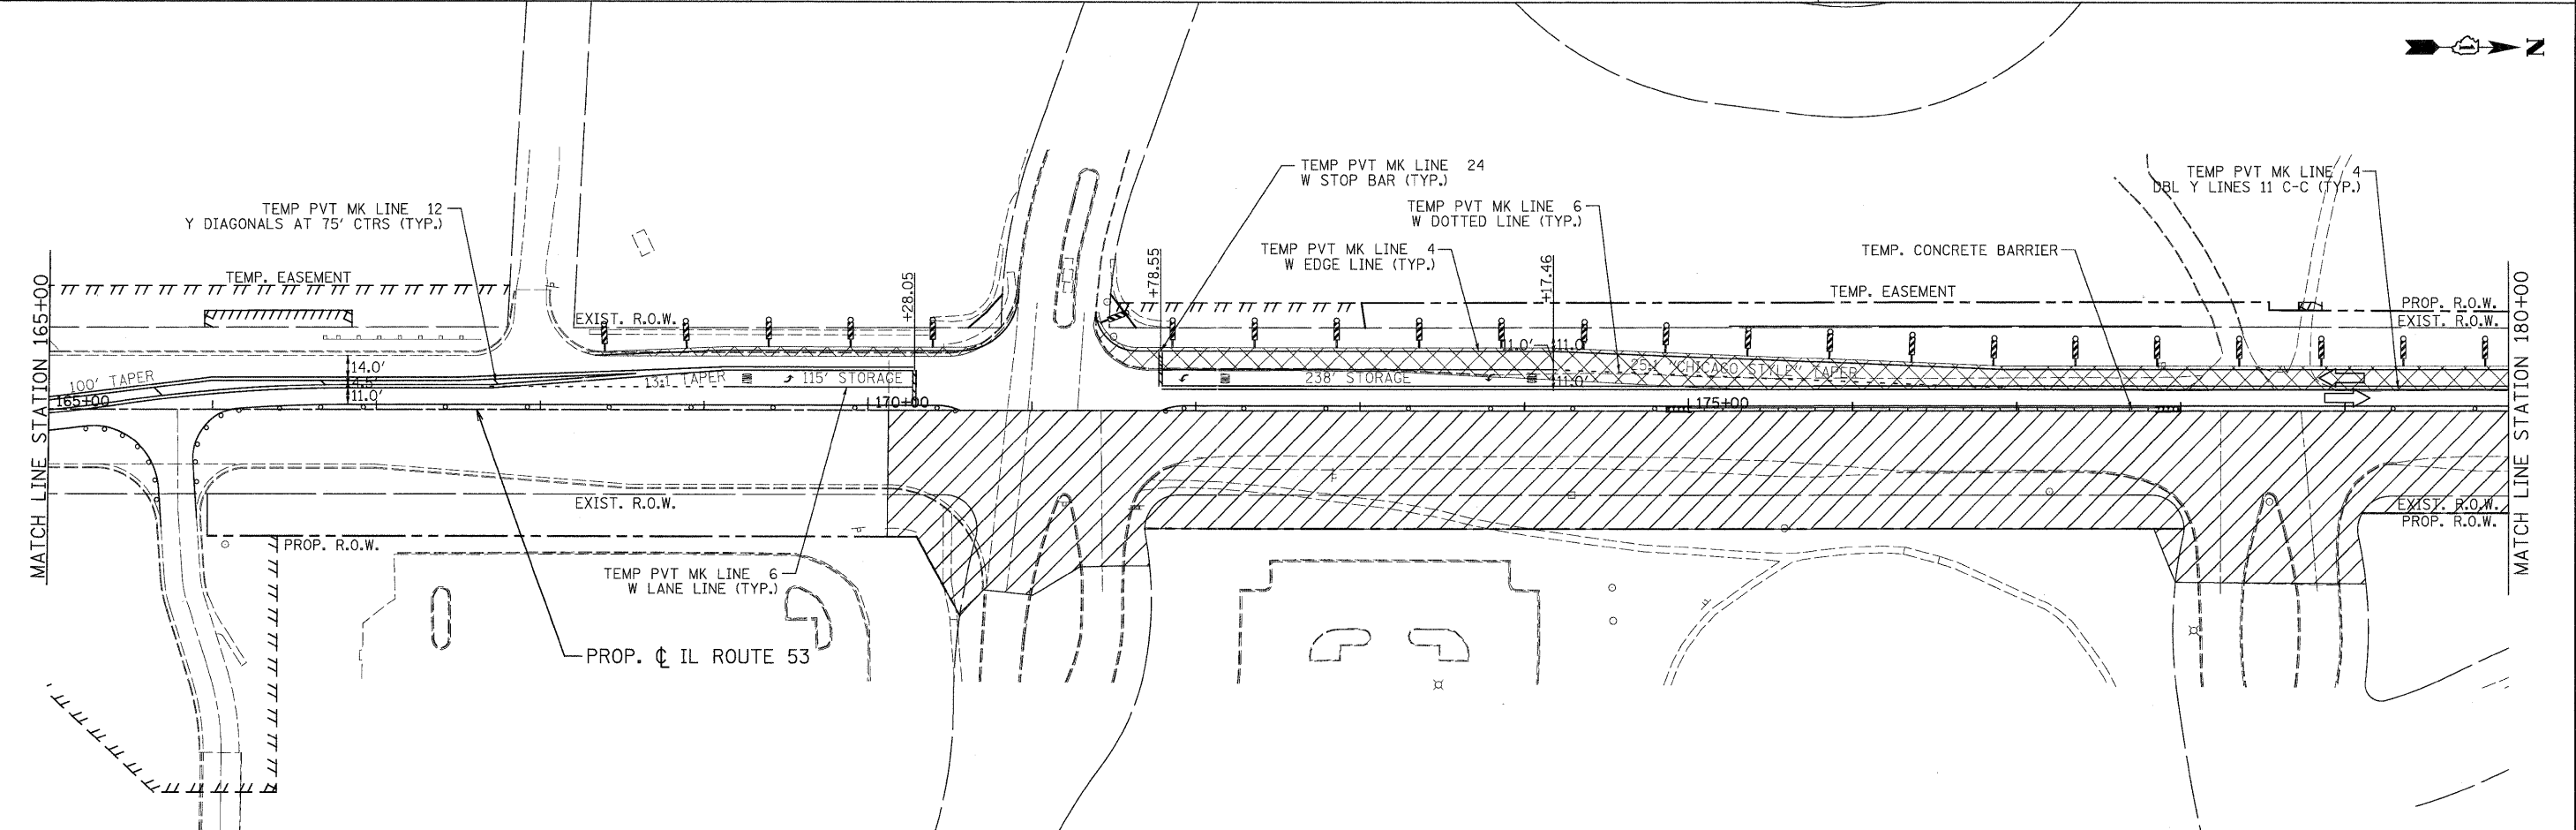 N
TEMP PVT MK LINE 24
W STOP BAR (TYP.)
TEMP PVT MK LINE 4
DBL Y LINES 11 C-C (TYP.)
TEMP PVT MK LINE 12
Y DIAGONALS AT 75' CTRS (TYP.)
TEMP PVT MK LINE 6
W DOTTED LINE (TYP.)
TEMP PVT MK LINE 4
W EDGE LINE (TYP.)
TEMP. CONCRETE BARRIER
MATCH LINE STATION 165+00
TEMP. EASEMENT
+28.05
+78.55
+17.46
TEMP. EASEMENT
PROP. R.O.W.
EXIST. R.O.W.
EXIST. R.O.W.
MATCH LINE STATION 180+00
11.0'
11.0'
14.0'
4.5'
11.0'
100' TAPER
13:1 TAPER
115' STORAGE
238' STORAGE
11.0'
25:1 "CHICAGO STYLE" TAPER
165+00
170+00
175+00
EXIST. R.O.W.
EXIST. R.O.W.
PROP. R.O.W.
PROP. R.O.W.
TEMP PVT MK LINE 6
W LANE LINE (TYP.)
PROP. ℄ IL ROUTE 53